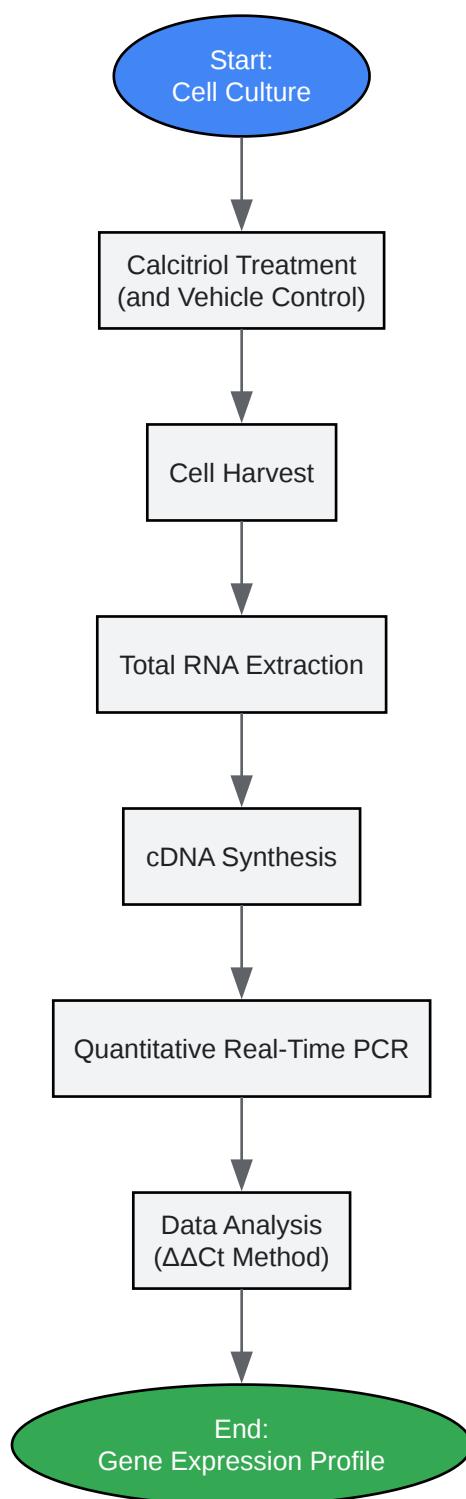 Start:
Cell Culture
Calcitriol Treatment
(and Vehicle Control)
Cell Harvest
Total RNA Extraction
cDNA Synthesis
Quantitative Real-Time PCR
Data Analysis
(ΔΔCt Method)
End:
Gene Expression Profile